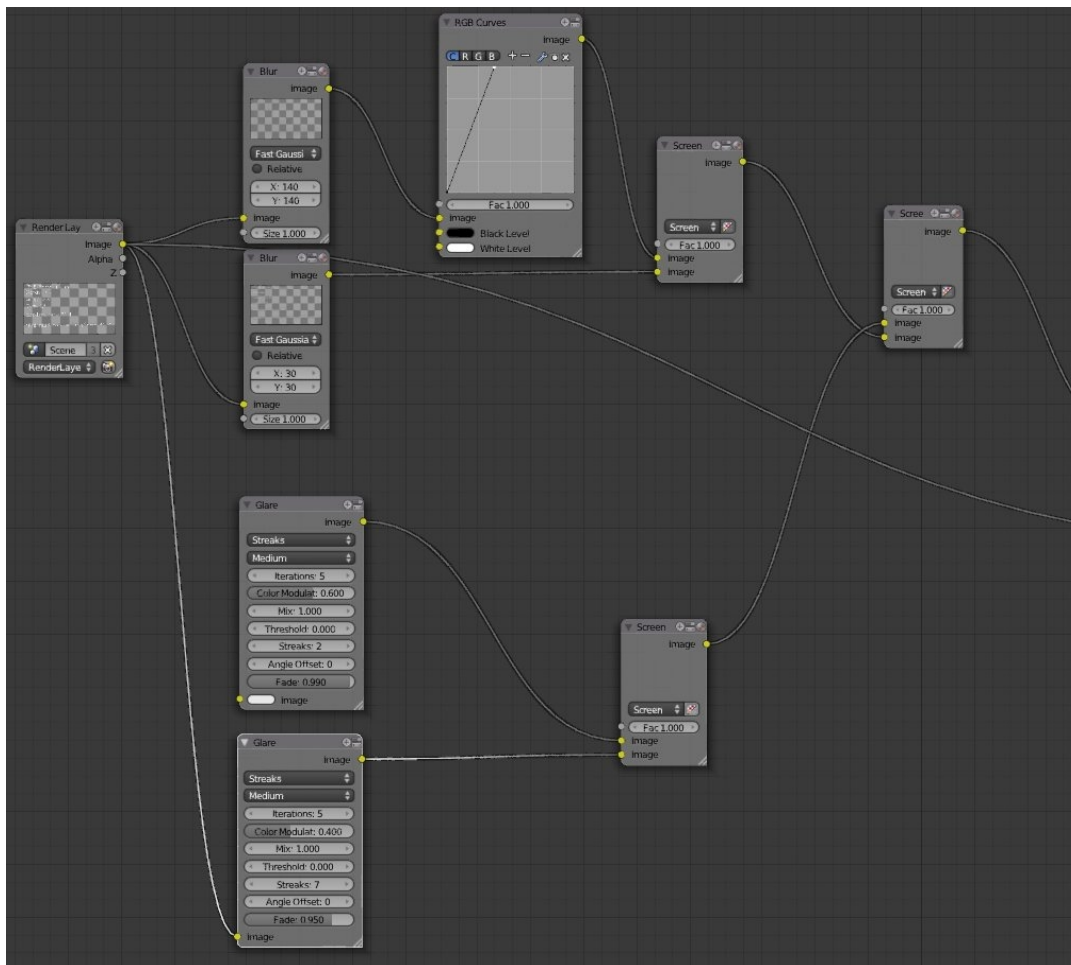 Render Lay
Image
Alpha
Z
Scene 3
RenderLaye
Blur
Image
Fast Gaussi
Relative
X: 140
Y: 140
Image
Size 1.000
Blur
Image
Fast Gaussia
Relative
X: 30
Y: 30
Image
Size 1.000
RGB Curves
Image
C R G B
Fac 1.000
Image
Black Level
White Level
Screen
Image
Screen
Fac 1.000
Image
Image
Scree
Image
Screen
Fac 1.000
Image
Image
Glare
Image
Streaks
Medium
Iterations: 5
Color Modulat: 0.600
Mix: 1.000
Threshold: 0.000
Streaks: 2
Angle Offset: 0
Fade: 0.990
Image
Glare
Image
Streaks
Medium
Iterations: 5
Color Modulat: 0.400
Mix: 1.000
Threshold: 0.000
Streaks: 7
Angle Offset: 0
Fade: 0.950
Image
Screen
Image
Screen
Fac 1.000
Image
Image